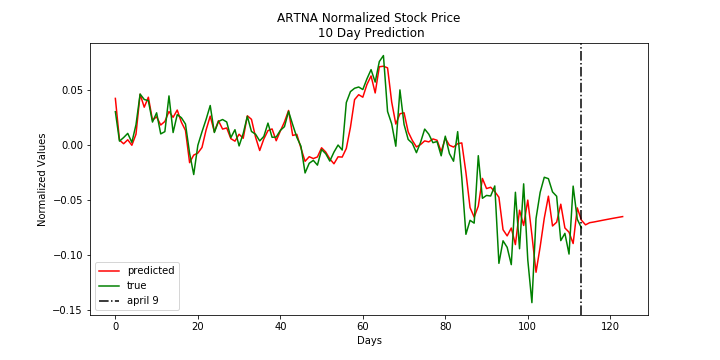 ARTNA Normalized Stock Price
10 Day Prediction
Normalized Values
0.05
0.00
−0.05
−0.10
−0.15
predicted
true
april 9
0 20 40 60 80 100 120
Days